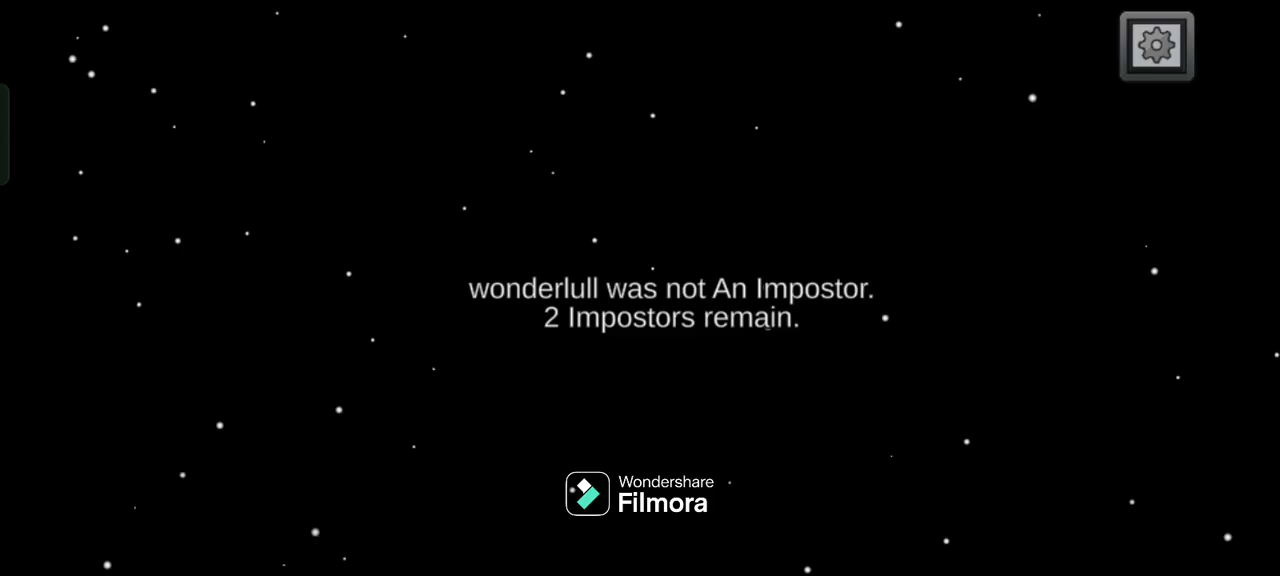 wonderlull was not An Impostor.
2 Impostors remain.
Wondershare
Filmora